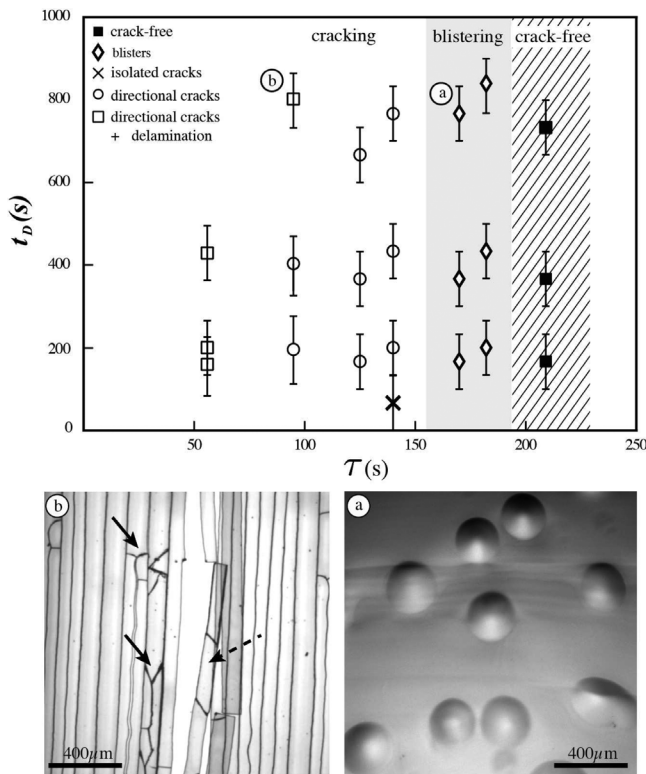 1000
cracking
blistering
crack-free
crack-free
blisters
isolated cracks
directional cracks
directional cracks
+ delamination
b
a
800
600
400
200
0
t_D(s)
50
100
150
200
250
τ(s)
b
a
400μm
400μm